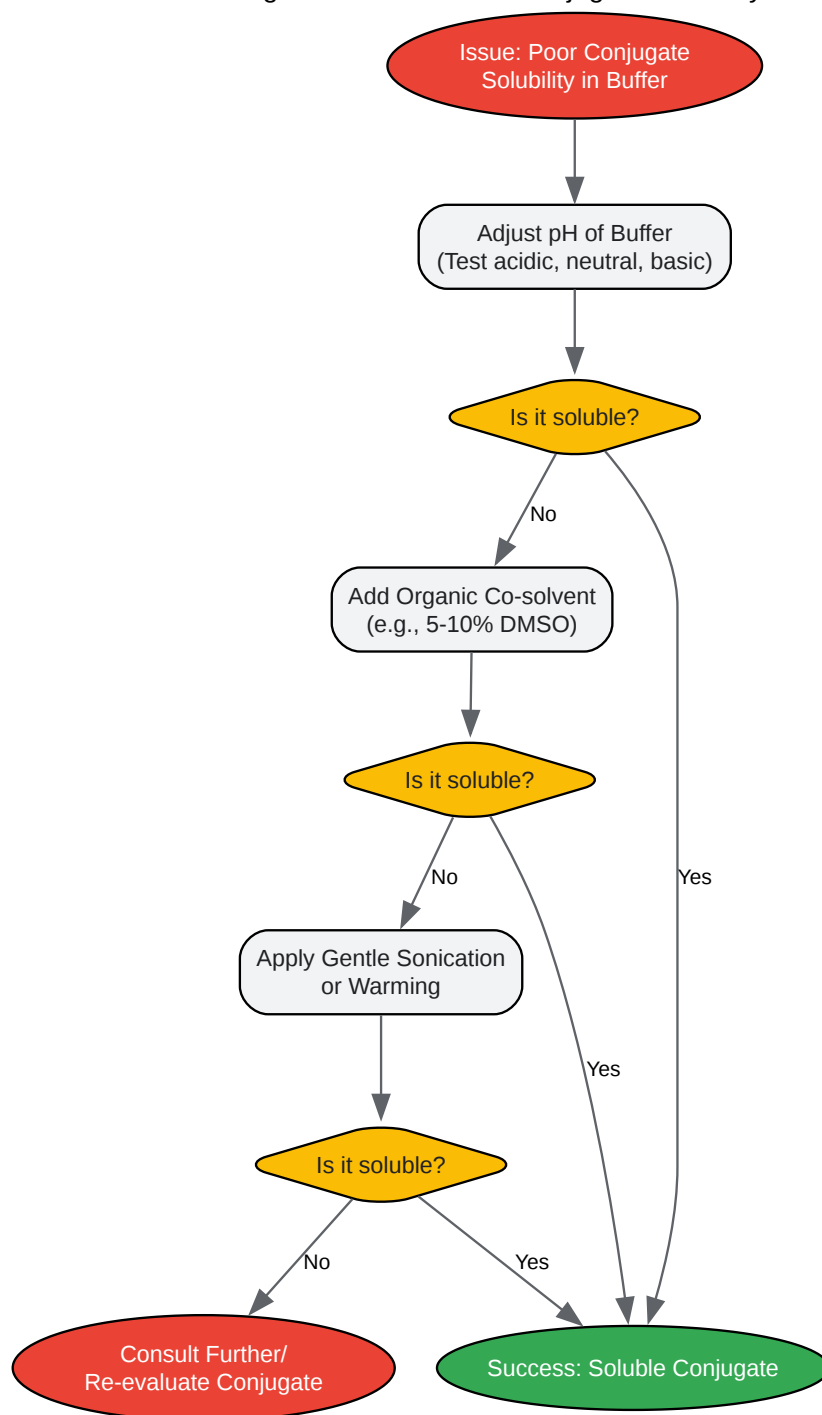 Issue: Poor Conjugate
Solubility in Buffer
Adjust pH of Buffer
(Test acidic, neutral, basic)
Is it soluble?
No
Add Organic Co-solvent
(e.g., 5-10% DMSO)
Is it soluble?
No
Yes
Apply Gentle Sonication
or Warming
Yes
Is it soluble?
No
Yes
Consult Further/
Re-evaluate Conjugate
Success: Soluble Conjugate